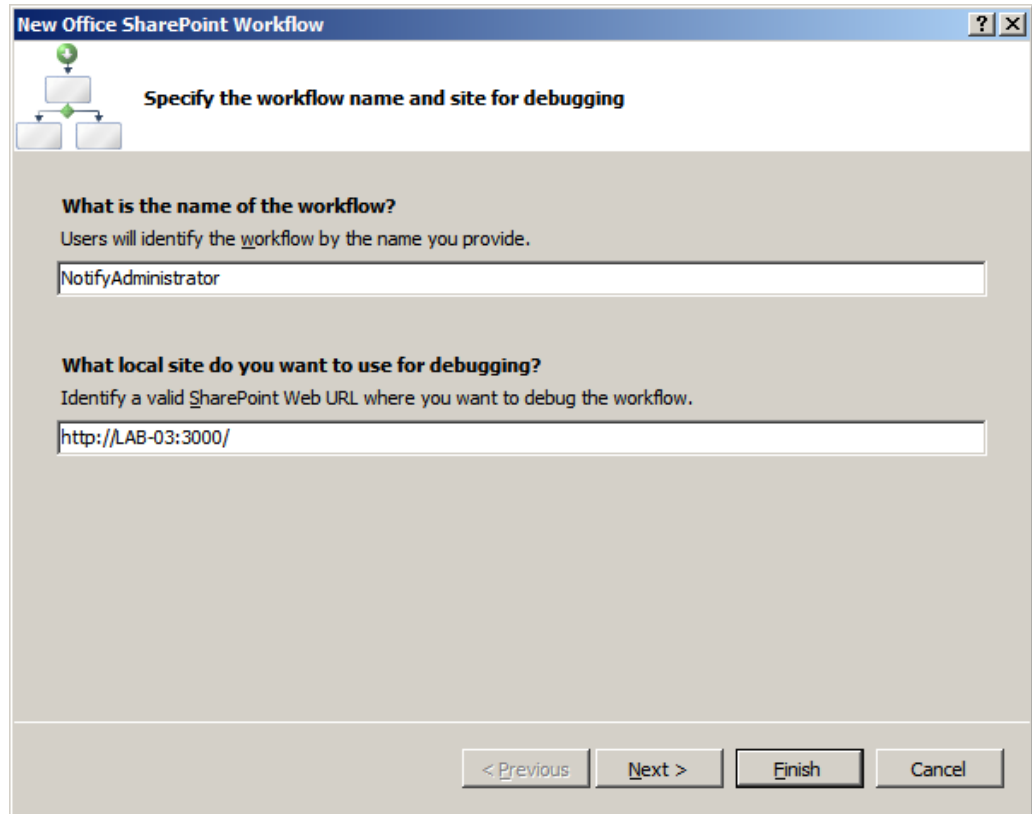 New Office SharePoint Workflow
Specify the workflow name and site for debugging
What is the name of the workflow?
Users will identify the workflow by the name you provide.
NotifyAdministrator
What local site do you want to use for debugging?
Identify a valid SharePoint Web URL where you want to debug the workflow.
http://LAB-03:3000/
< Previous Next > Finish Cancel